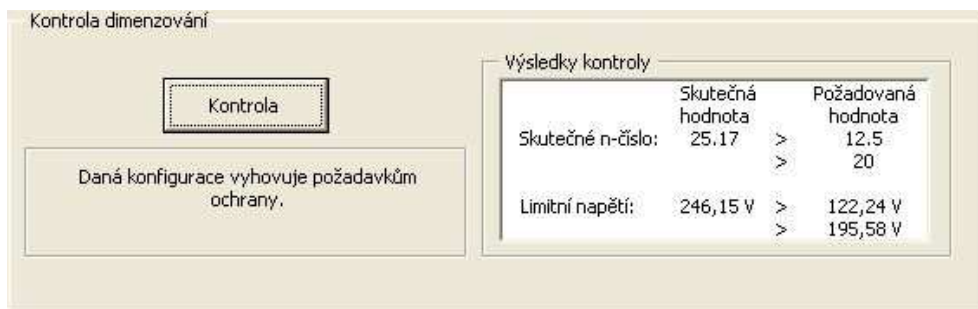 Kontrola dimenzování
Kontrola
Daná konfigurace vyhovuje požadavkům
ochrany.
Výsledky kontroly
Skutečná Požadovaná
hodnota hodnota
Skutečné n-číslo: 25.17 > 12.5
> 20
Limitní napětí: 246,15 V > 122,24 V
> 195,58 V